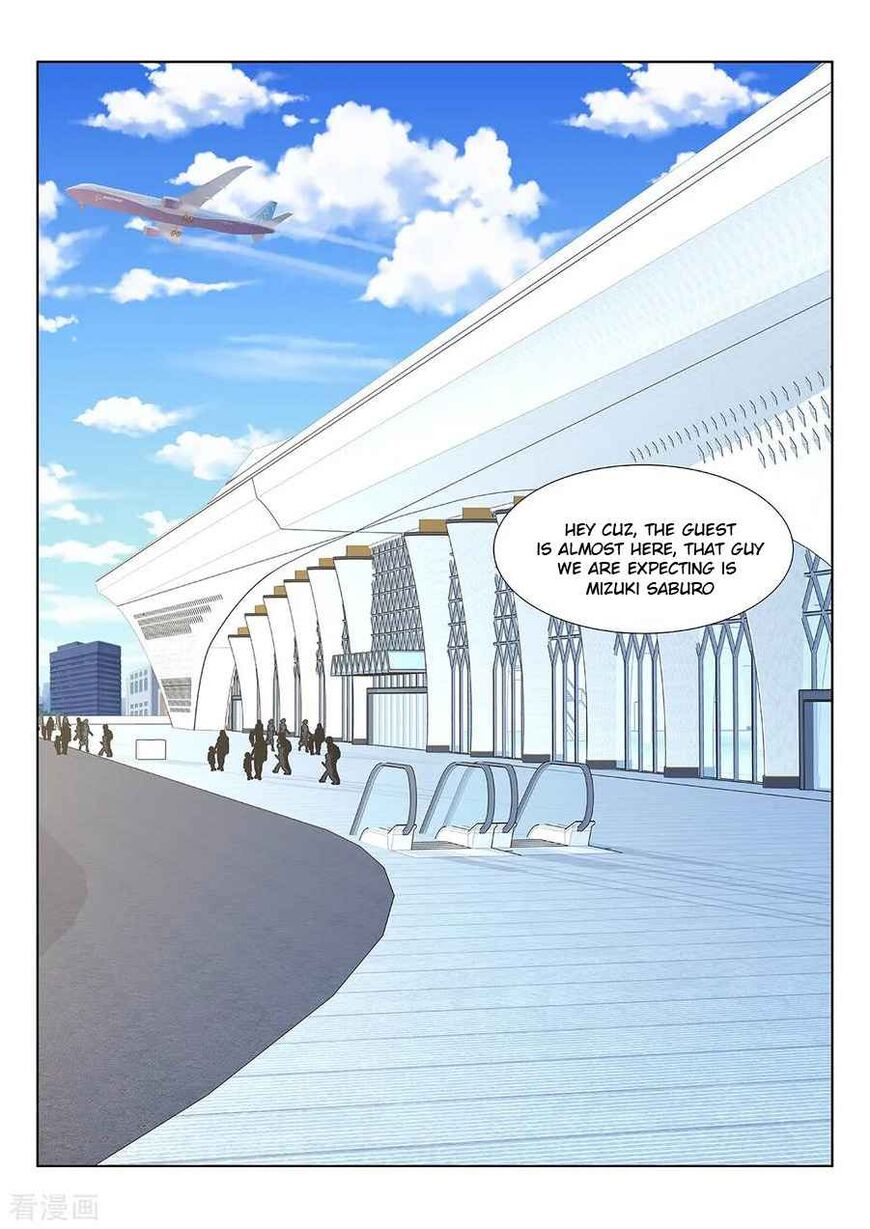 HEY CUZ, THE GUEST
IS ALMOST HERE, THAT GUY
WE ARE EXPECTING IS
MIZUKI SABURO
看漫画